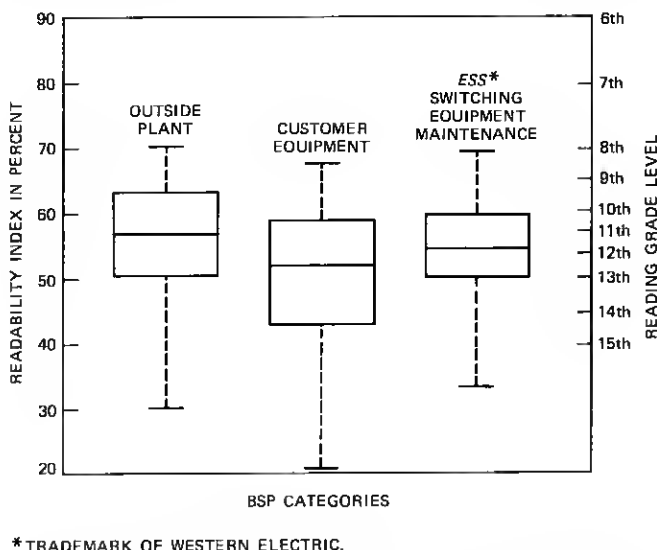 READABILITY INDEX IN PERCENT
90
80
70
60
50
40
30
20
OUTSIDE
PLANT
CUSTOMER
EQUIPMENT
ESS*
SWITCHING
EQUIPMENT
MAINTENANCE
6th
7th
8th
9th
10th
11th
12th
13th
14th
15th
READING GRADE LEVEL
BSP CATEGORIES
*TRADEMARK OF WESTERN ELECTRIC.